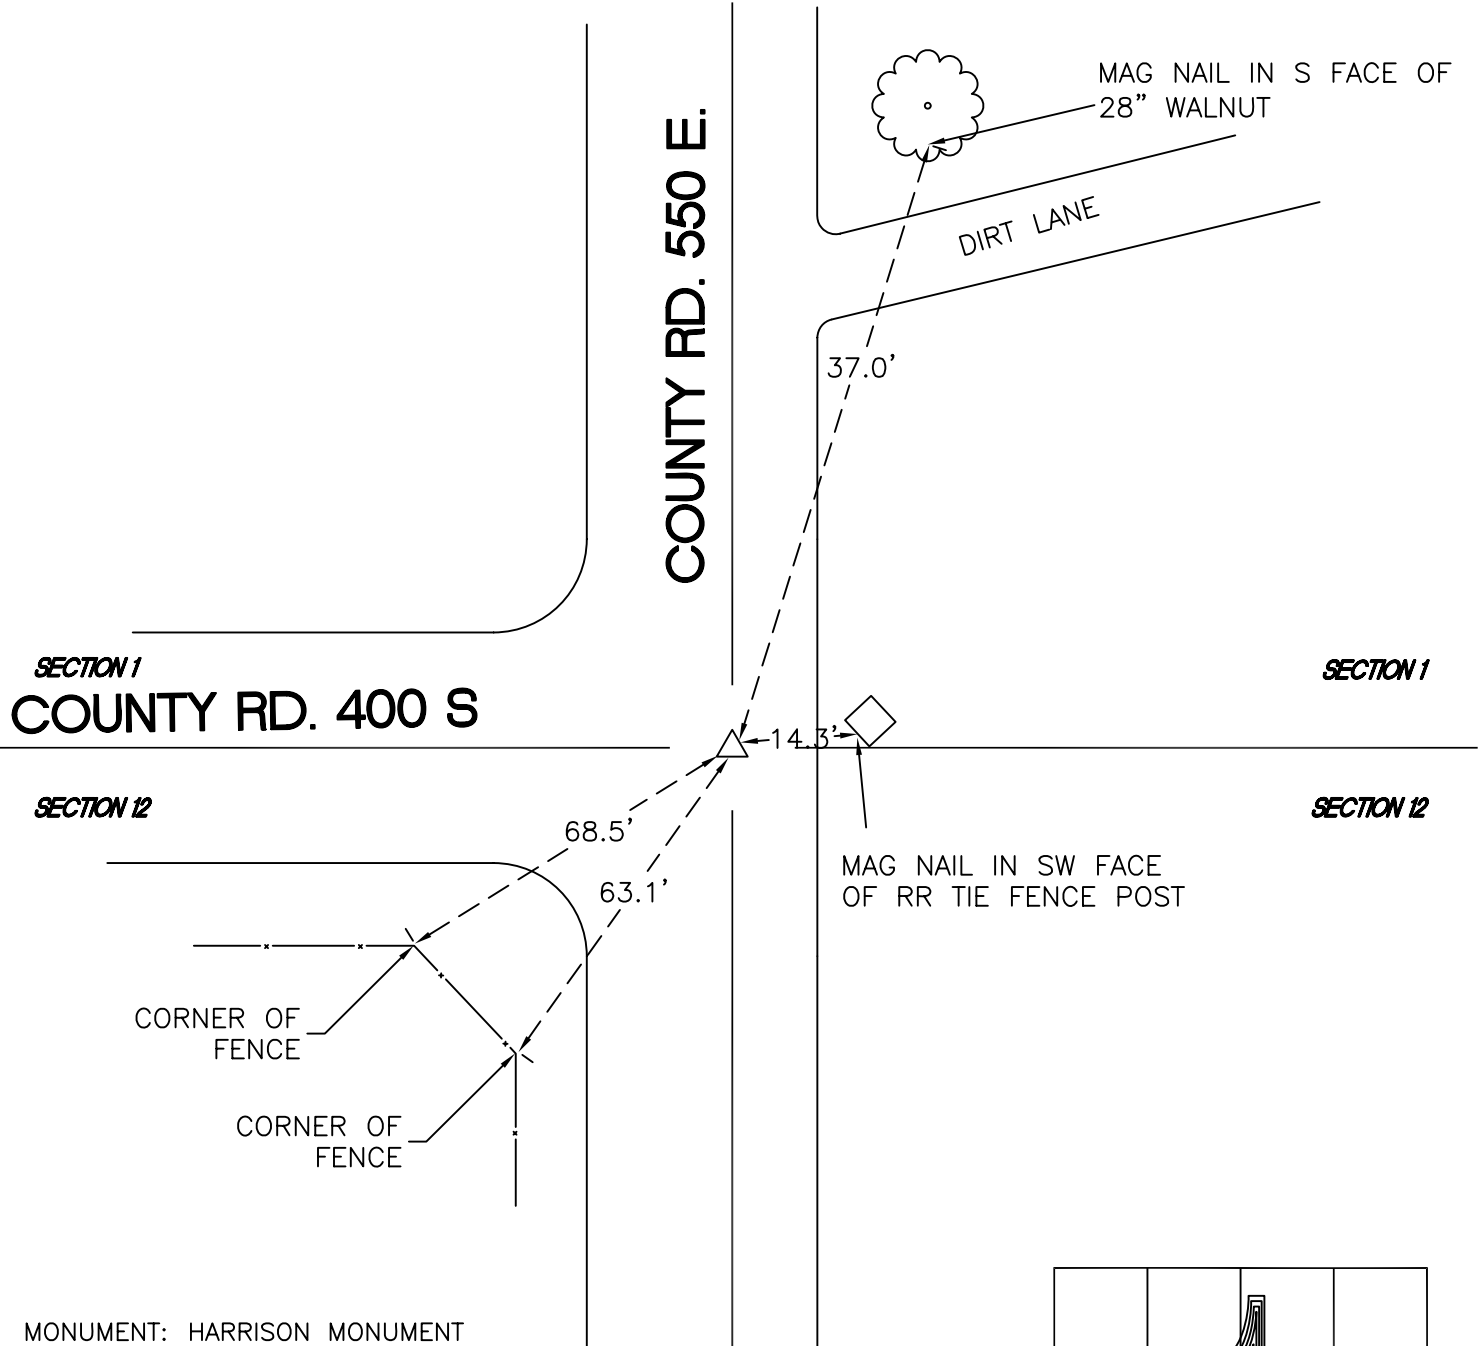 MAG NAIL IN S FACE OF
28" WALNUT
COUNTY RD. 550 E.
DIRT LANE
37.0'
SECTION 1
SECTION 1
COUNTY RD. 400 S
14.3'
SECTION 12
SECTION 12
68.5'
MAG NAIL IN SW FACE
OF RR TIE FENCE POST
63.1'
CORNER OF
FENCE
CORNER OF
FENCE
MONUMENT: HARRISON MONUMENT